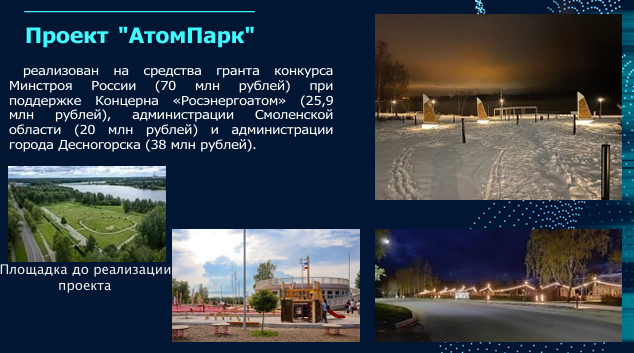 Проект "АтомПарк"
реализован на средства гранта конкурса
Минстроя России (70 млн рублей) при
поддержке Концерна «Росэнергоатом» (25,9
млн рублей), администрации Смоленской
области (20 млн рублей) и администрации
города Десногорска (38 млн рублей).
Площадка до реализации
проекта